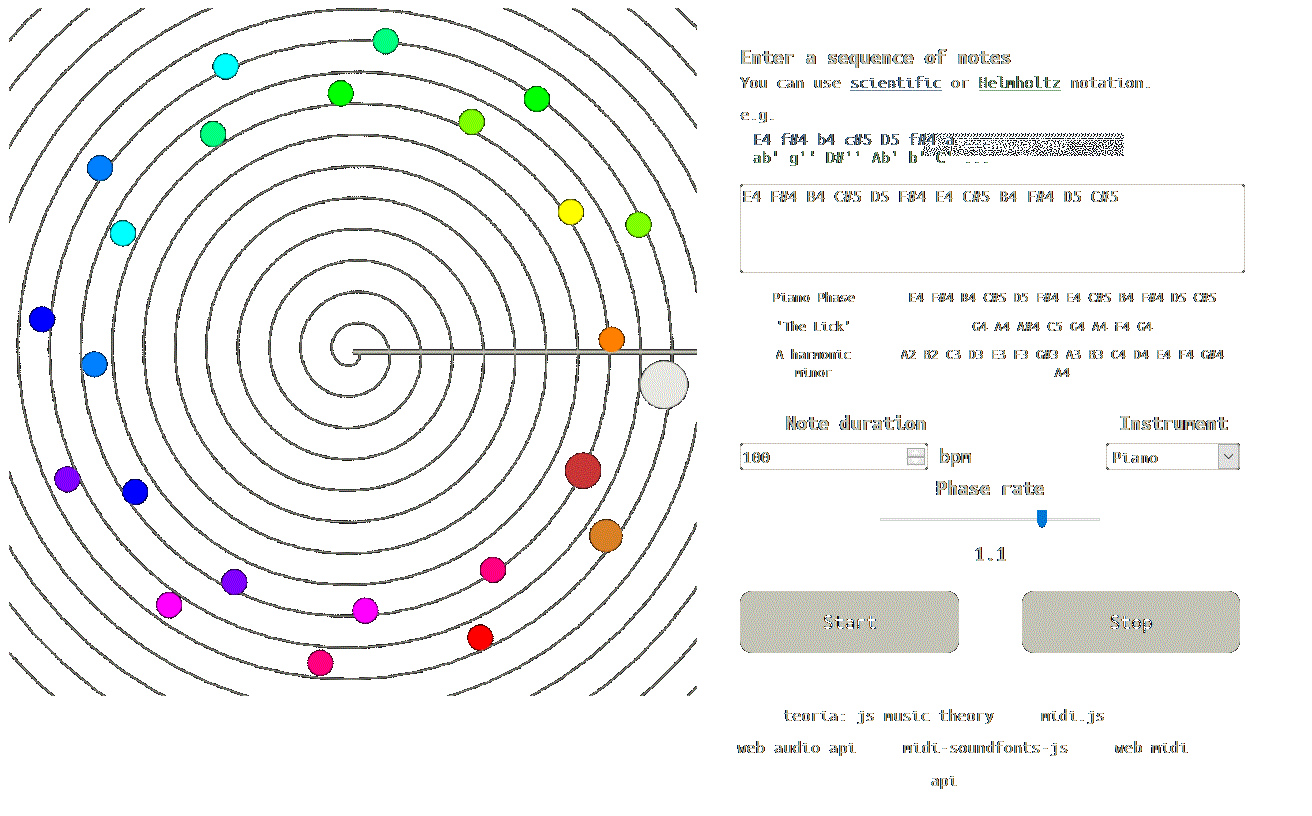 Enter a sequence of notes
You can use scientific or Helmholtz notation.
e.g.
E4 f#4 b4 c#5 D5 f#4
ab' g'' D#'' Ab' b' C' ...
E4 F#4 B4 C#5 D5 F#4 E4 C#5 B4 F#4 D5 C#5
Piano Phase E4 F#4 B4 C#5 D5 F#4 E4 C#5 B4 F#4 D5 C#5
'The Lick' G4 A4 A#4 C5 G4 A4 F4 G4
A harmonic A2 B2 C3 D3 E3 F3 G#3 A3 B3 C4 D4 E4 F4 G#4
minor A4
Note duration Instrument
100 bpm Piano
Phase rate
1.1
Start Stop
teoria: js music theory midi.js
web audio api midi-soundfonts-js web midi
api